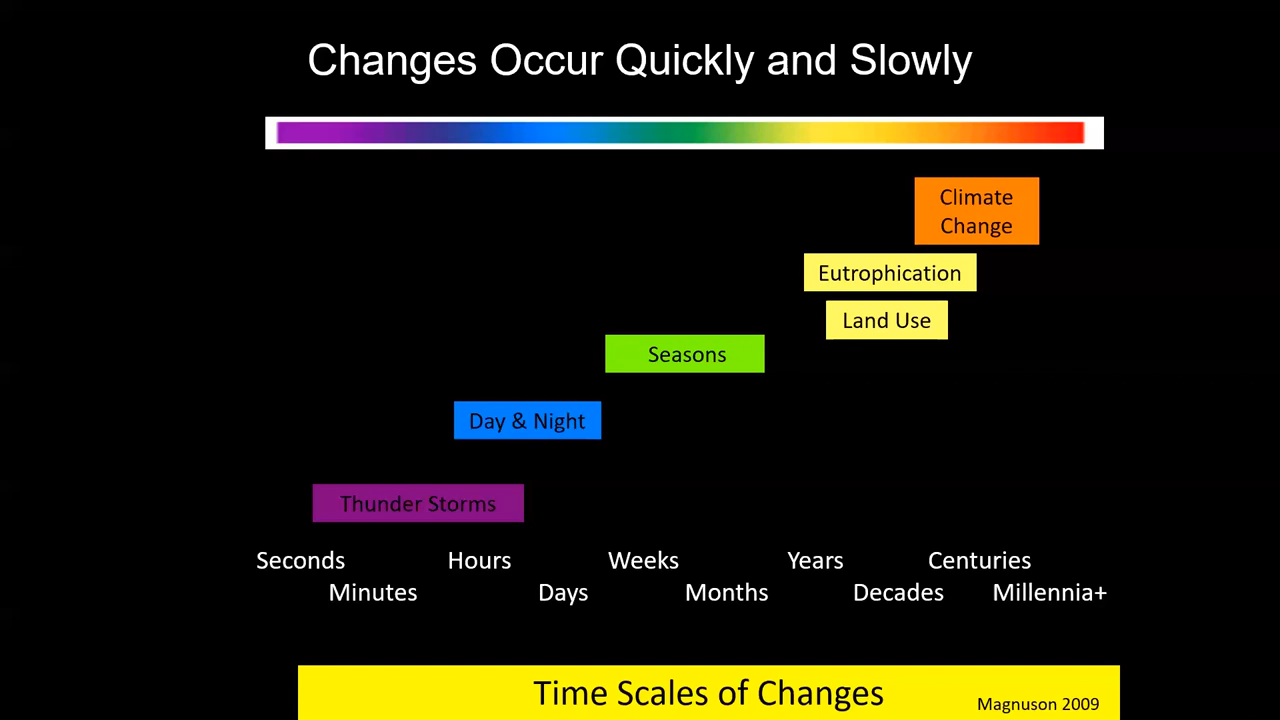 Changes Occur Quickly and Slowly
Climate
Change
Eutrophication
Land Use
Seasons
Day & Night
Thunder Storms
Seconds Hours Weeks Years Centuries
Minutes Days Months Decades Millennia+
Time Scales of Changes
Magnuson 2009